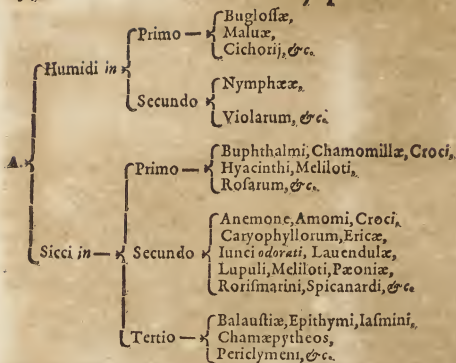 Bugloſſæ,
Primo
Maluæ,
Cichorij, &c.
Humidi in
Nymphææ,
Secundo
Violarum, &c.
A.
Buphthalmi, Chamomillæ, Croci,
Primo
Hyacinthi, Meliloti,
Roſarum, &c.
Anemone, Amomi, Croci,
Caryophyllorum, Ericæ,
Sicci in
Secundo
Iunci odorati, Lauendulæ,
Lupuli, Meliloti, Pæoniæ,
Roriſmarini, Spicanardi, &c.
Balauſtiæ, Epithymi, Iaſmini,
Tertio
Chamæpytheos,
Periclymeni, &c.